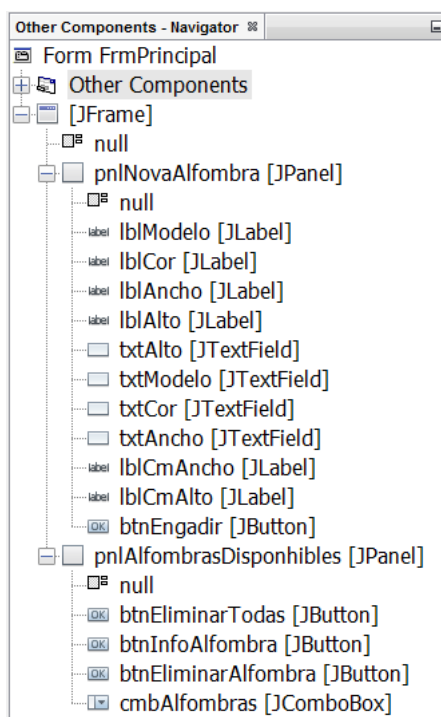 Other Components - Navigator
Form FrmPrincipal
Other Components
[JFrame]
null
pnlNovaAlfombra [JPanel]
null
label lblModelo [JLabel]
label lblCor [JLabel]
label lblAncho [JLabel]
label lblAlto [JLabel]
txtAlto [JTextField]
txtModelo [JTextField]
txtCor [JTextField]
txtAncho [JTextField]
label lblCmAncho [JLabel]
label lblCmAlto [JLabel]
OK btnEngadir [JButton]
pnlAlfombrasDisponhibles [JPanel]
null
OK btnEliminarTodas [JButton]
OK btnInfoAlfombra [JButton]
OK btnEliminarAlfombra [JButton]
cmbAlfombras [JComboBox]